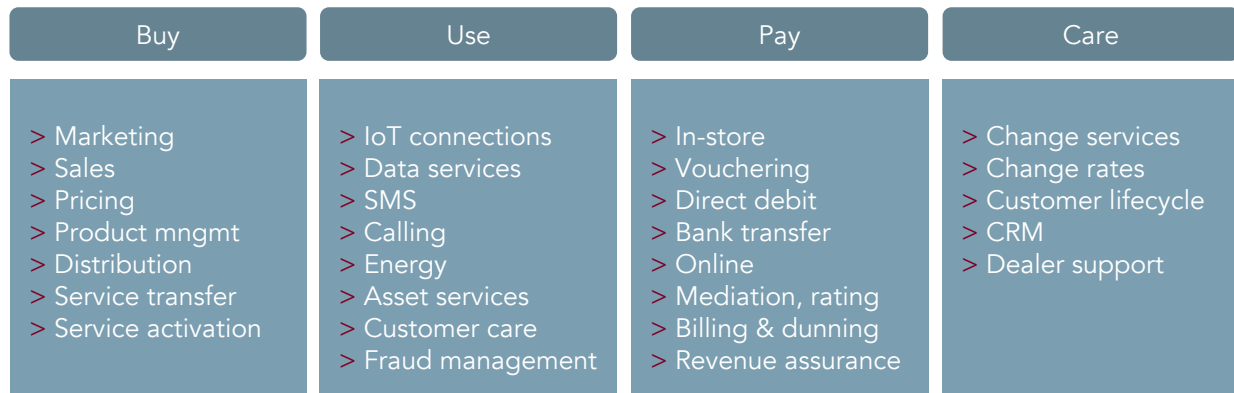 Buy
> Marketing
> Sales
> Pricing
> Product mngmt
> Distribution
> Service transfer
> Service activation
Use
> IoT connections
> Data services
> SMS
> Calling
> Energy
> Asset services
> Customer care
> Fraud management
Pay
> In-store
> Vouchering
> Direct debit
> Bank transfer
> Online
> Mediation, rating
> Billing & dunning
> Revenue assurance
Care
> Change services
> Change rates
> Customer lifecycle
> CRM
> Dealer support